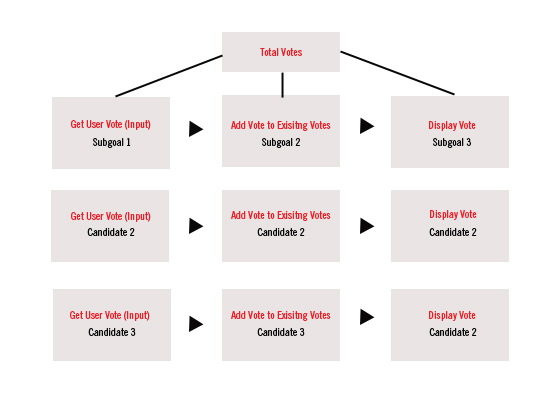 Total Votes
Get User Vote (Input)
Subgoal 1
Add Vote to Exisitng Votes
Subgoal 2
Display Vote
Subgoal 3
Get User Vote (Input)
Candidate 2
Add Vote to Exisitng Votes
Candidate 2
Display Vote
Candidate 2
Get User Vote (Input)
Candidate 3
Add Vote to Exisitng Votes
Candidate 3
Display Vote
Candidate 2